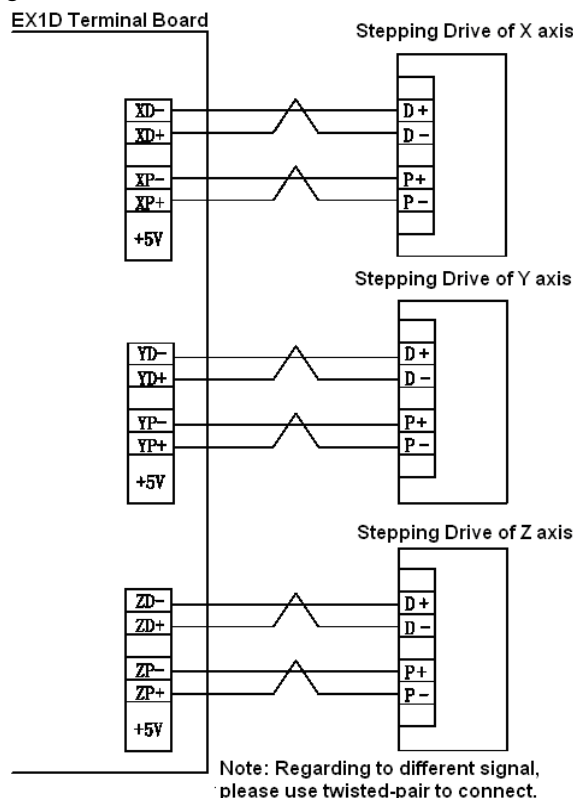 EX1D Terminal Board
Stepping Drive of X axis
XD-
XD+
XP-
XP+
+5V
D+
D-
P+
P-
Stepping Drive of Y axis
YD-
YD+
YP-
YP+
+5V
D+
D-
P+
P-
Stepping Drive of Z axis
ZD-
ZD+
ZP-
ZP+
+5V
D+
D-
P+
P-
Note: Regarding to different signal,
please use twisted-pair to connect.